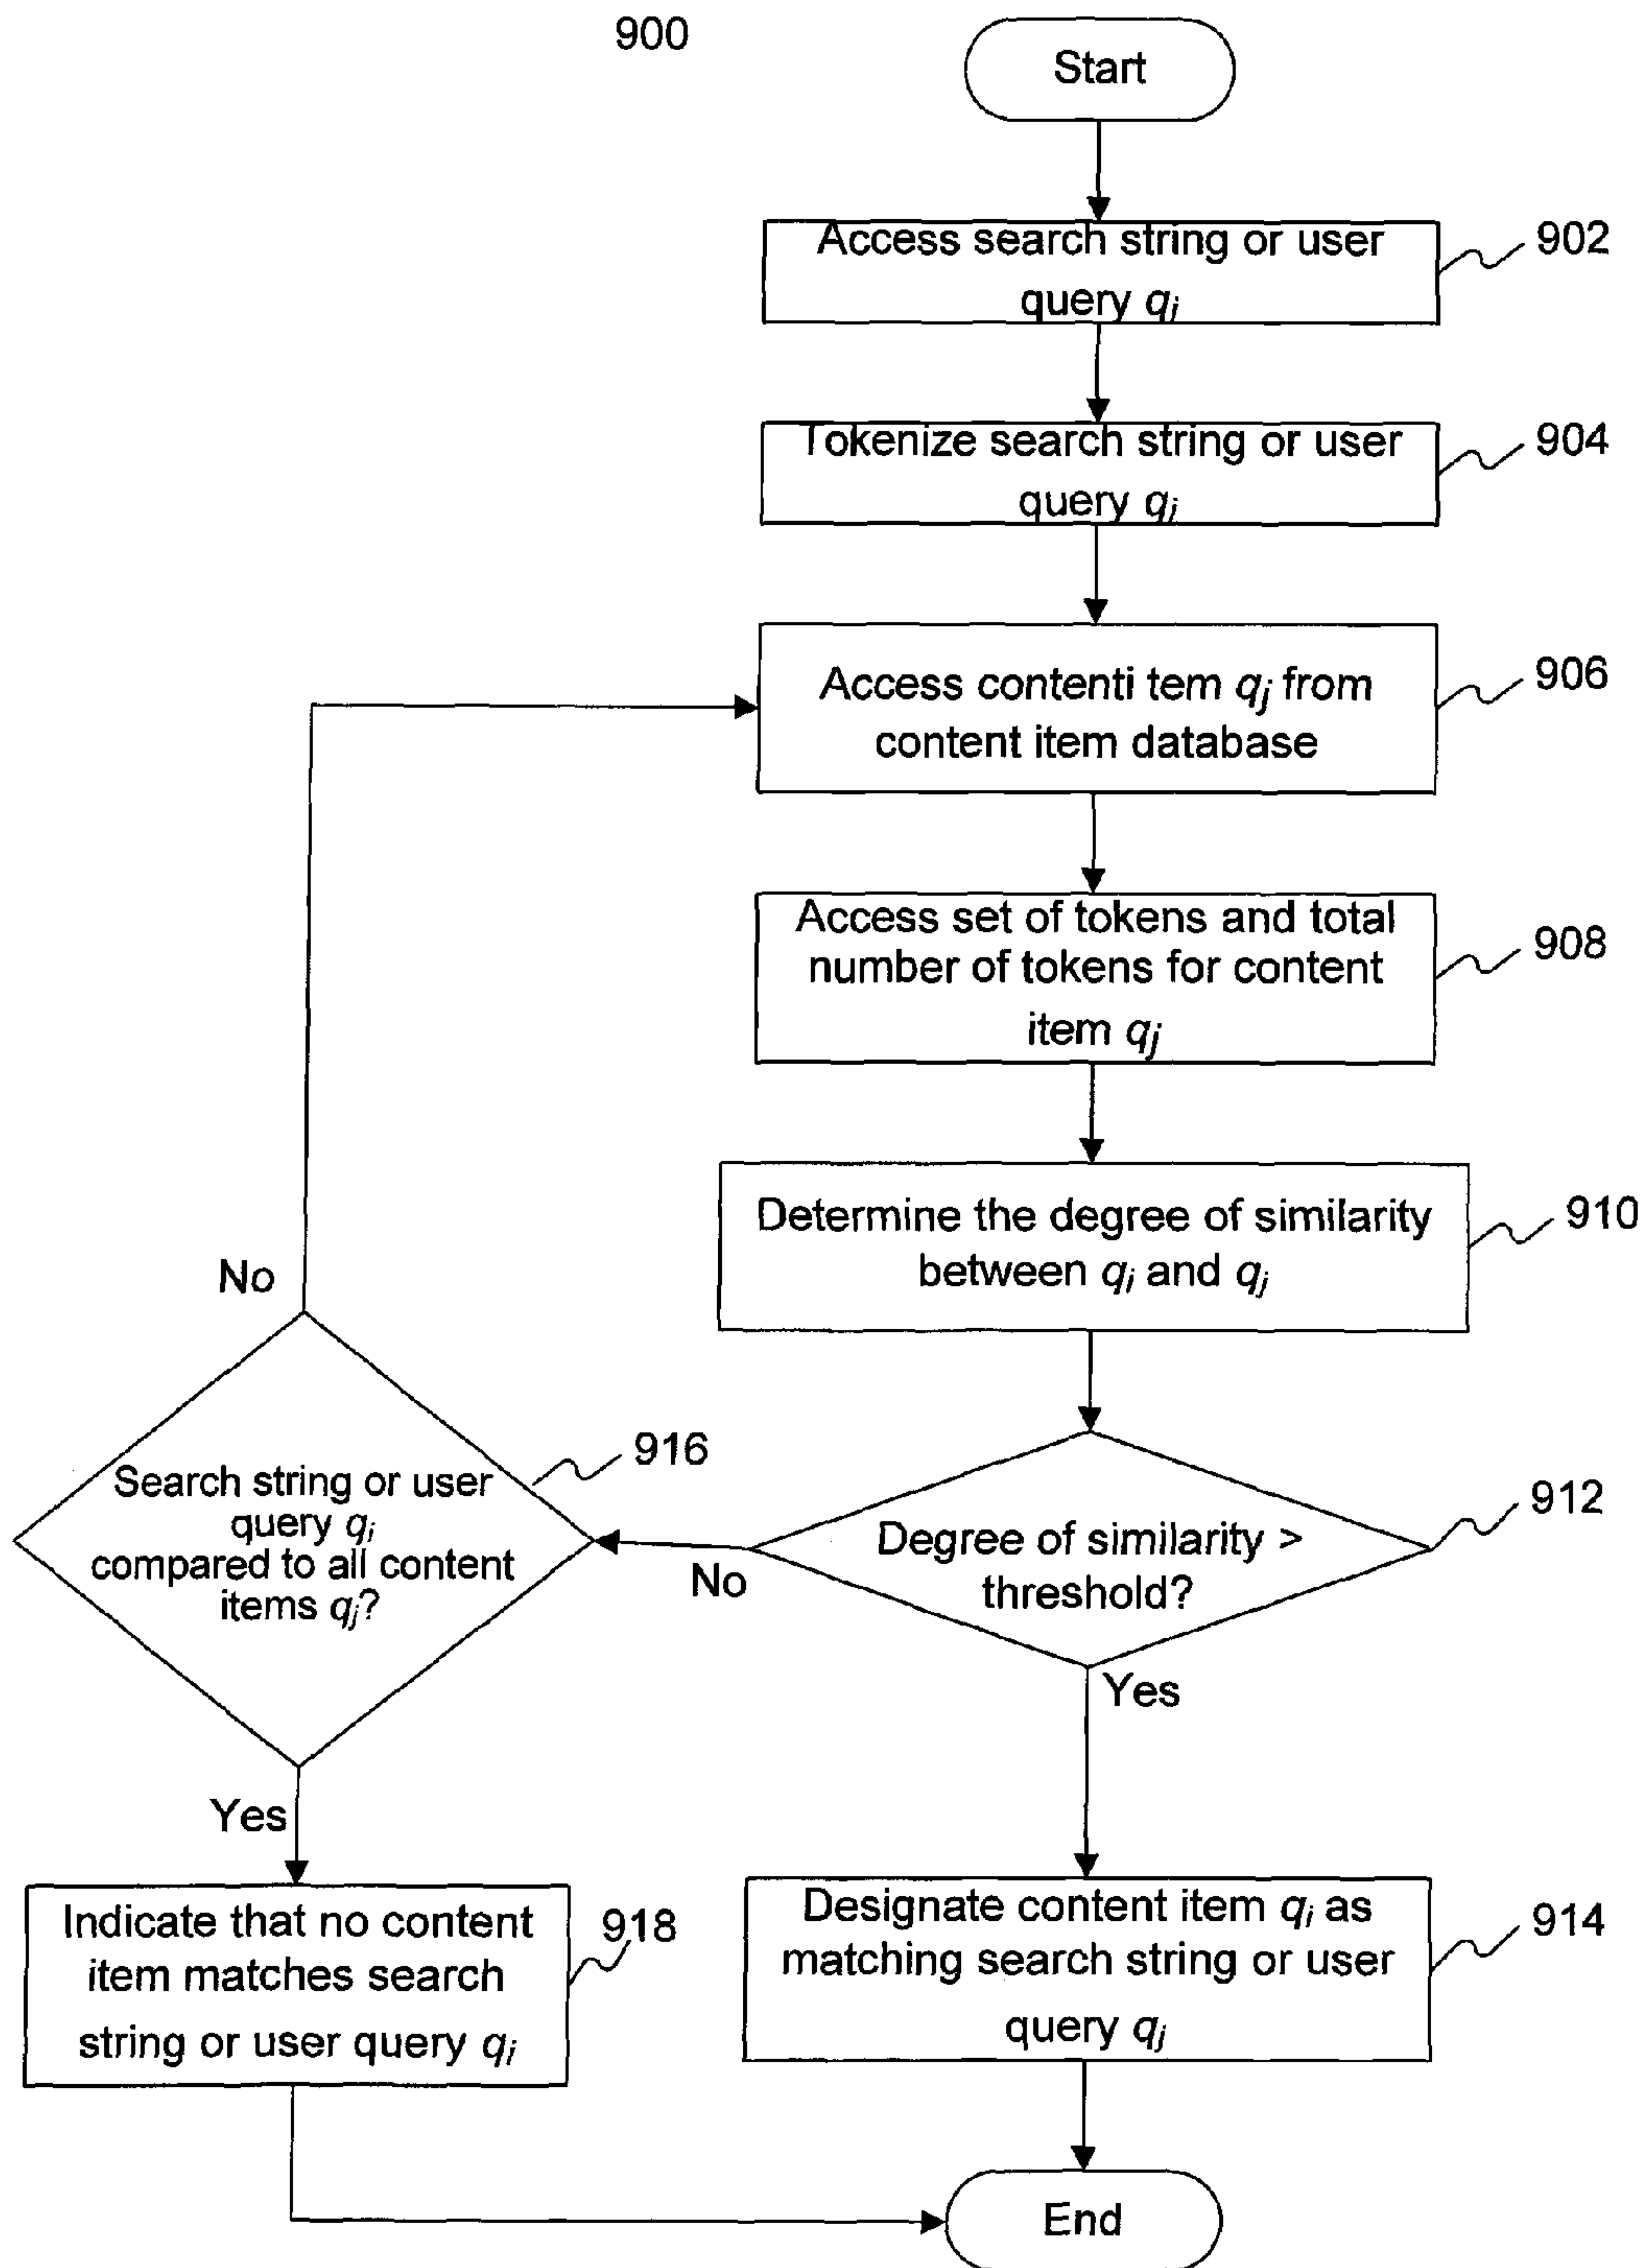 900
Start
Access search string or user
query qi
902
Tokenize search string or user
query qi
904
Access contenti tem qj from
content item database
906
Access set of tokens and total
number of tokens for content
item qj
908
Determine the degree of similarity
between qi and qj
910
No
Search string or user
query qi
compared to all content
items qj?
916
Degree of similarity >
threshold?
912
No
Yes
Yes
Indicate that no content
item matches search
string or user query qi
918
Designate content item qi as
matching search string or user
query qj
914
End